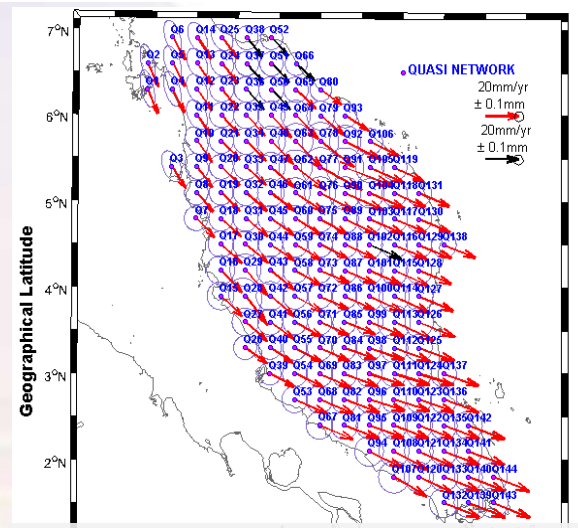 7°N
Q6 Q14 Q25 Q38 Q52
Q2 Q5 Q13 Q24 Q37 Q51 Q66
QUASI NETWORK
20mm/yr
± 0.1mm
20mm/yr
± 0.1mm
Q1 Q4 Q12 Q23 Q36 Q50 Q65 Q80
6°N
Q11 Q22 Q35 Q49 Q64 Q79 Q93
Q10 Q21 Q34 Q48 Q63 Q78 Q92 Q106
Q3 Q9 Q20 Q33 Q47 Q62 Q77 Q91 Q105 Q119
Q8 Q19 Q32 Q46 Q61 Q76 Q90 Q104 Q118 Q131
5°N
Q7 Q18 Q31 Q45 Q60 Q75 Q89 Q103 Q117 Q130
Q17 Q30 Q44 Q59 Q74 Q88 Q102 Q116 Q129 Q138
Q16 Q29 Q43 Q58 Q73 Q87 Q101 Q115 Q128
4°N
Q15 Q28 Q42 Q57 Q72 Q86 Q100 Q114 Q127
Q27 Q41 Q56 Q71 Q85 Q99 Q113 Q126
Q26 Q40 Q55 Q70 Q84 Q98 Q112 Q125
3°N
Q39 Q54 Q69 Q83 Q97 Q111 Q124 Q137
Q53 Q68 Q82 Q96 Q110 Q123 Q136
Q67 Q81 Q95 Q109 Q122 Q135 Q142
2°N
Q94 Q108 Q121 Q134 Q141
Q107 Q120 Q133 Q140 Q144
Q132 Q139 Q143
Geographical Latitude